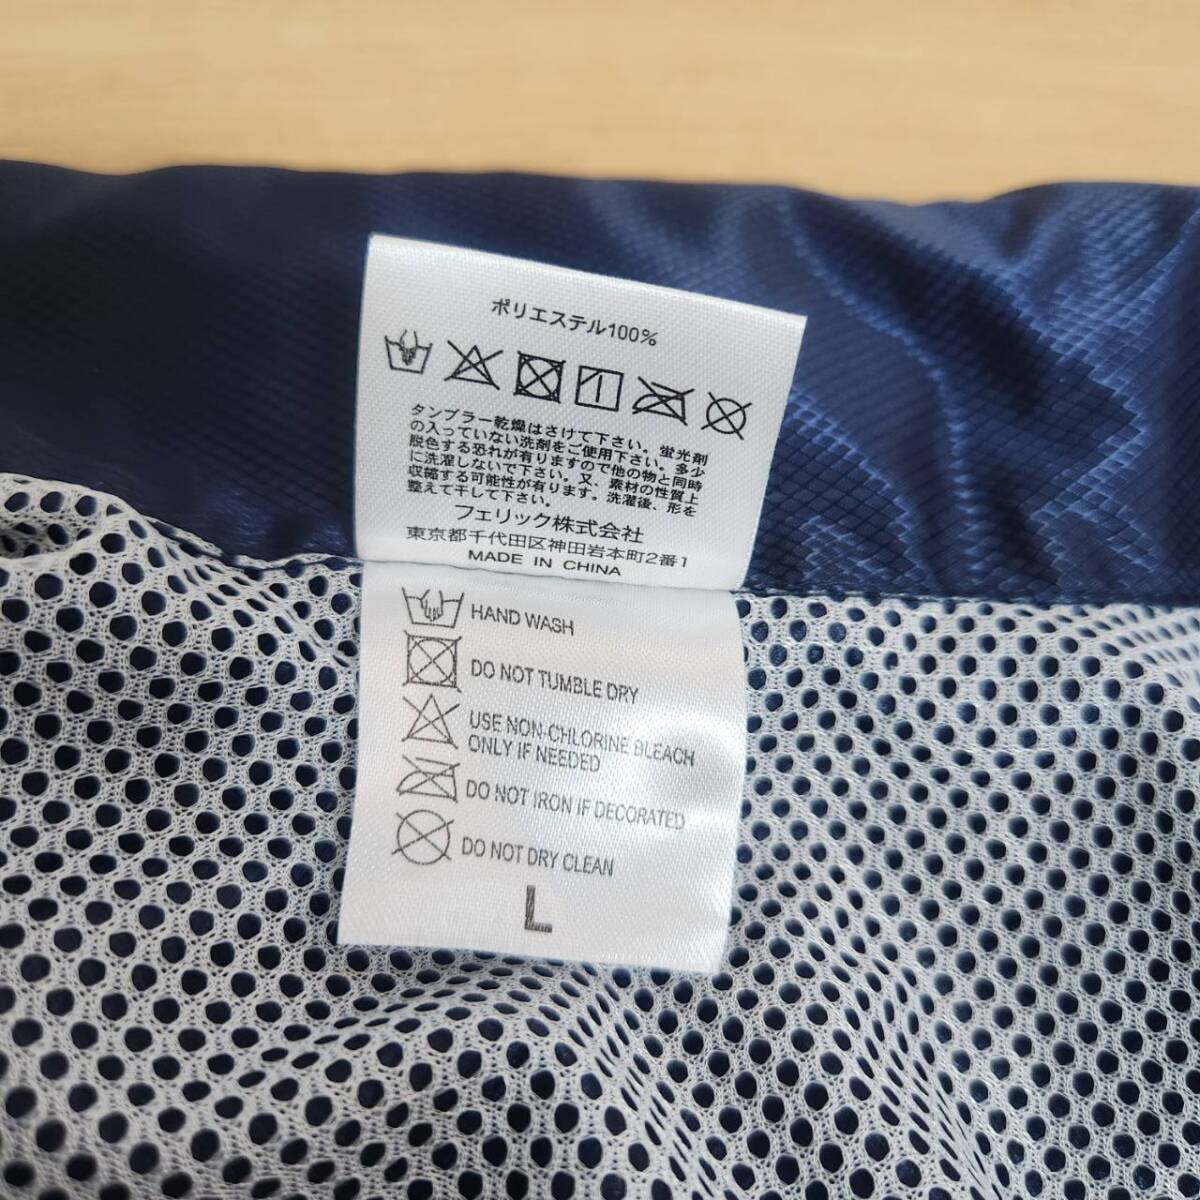 ポリエステル100%
タンブラー乾燥はさけて下さい。蛍光剤
の入っていない洗剤をご使用下さい。多少
脱色する恐れが有りますので他の物と同時
に洗濯しないで下さい。又、素材の性質上
収縮する可能性が有ります。洗濯後、形を
整えて干して下さい。
フェリック株式会社
東京都千代田区神田岩本町2番1
MADE IN CHINA
HAND WASH
DO NOT TUMBLE DRY
USE NON-CHLORINE BLEACH
ONLY IF NEEDED
DO NOT IRON IF DECORATED
DO NOT DRY CLEAN
L